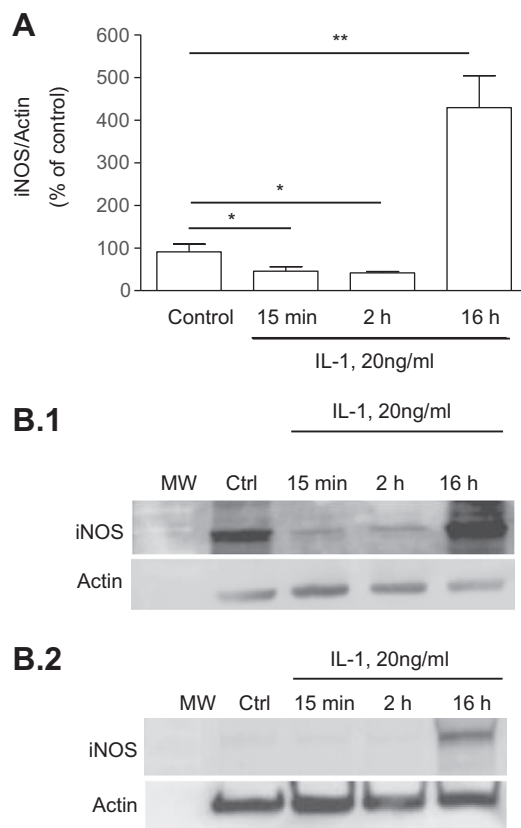 A
**
600
500
400
300
200
100
0
iNOS/Actin
(% of control)
*
*
Control 15 min 2 h 16 h
IL-1, 20ng/ml
B.1
IL-1, 20ng/ml
MW Ctrl 15 min 2 h 16 h
iNOS
Actin
B.2
IL-1, 20ng/ml
MW Ctrl 15 min 2 h 16 h
iNOS
Actin